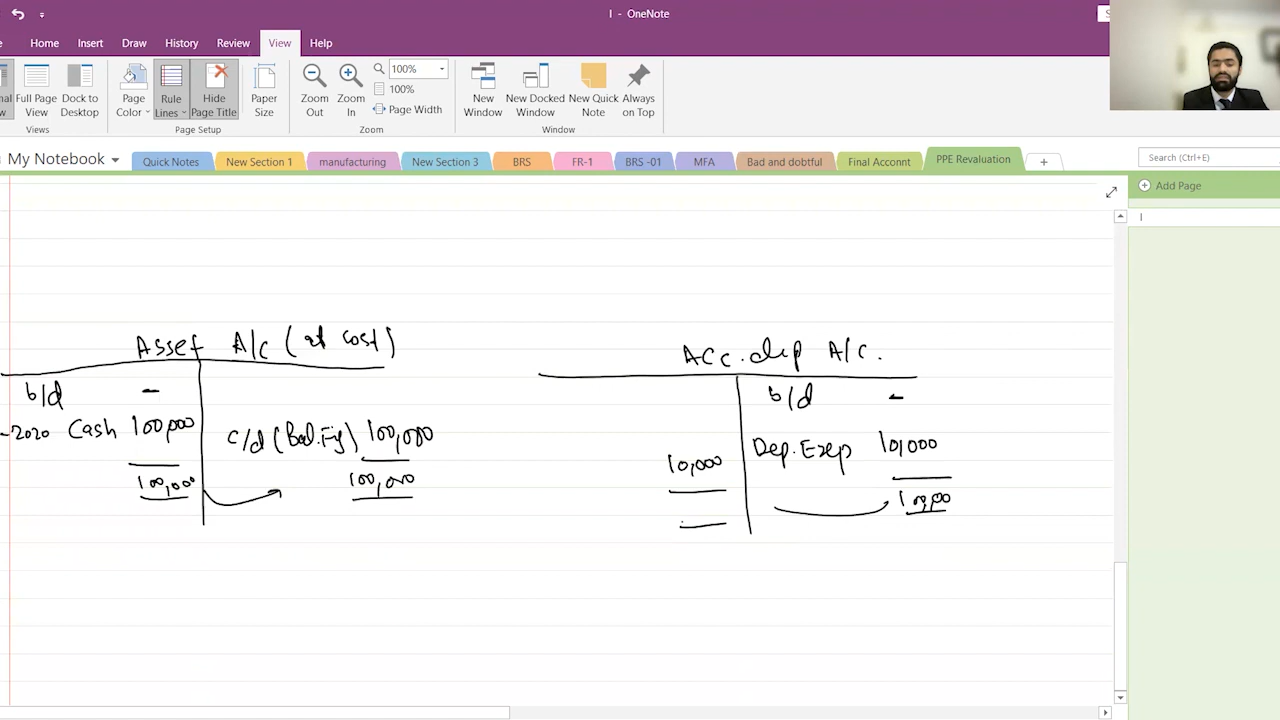 I - OneNote
Home Insert Draw History Review View Help
Full Page View
Dock to Desktop
Page Color
Rule Lines
Hide Page Title
Paper Size
Zoom Out
Zoom In
100%
100%
Page Width
New Window
New Docked Window
New Quick Note
Always on Top
Views Page Setup Zoom Window
My Notebook Quick Notes New Section 1 manufacturing New Section 3 BRS FR-1 BRS -01 MFA Bad and dobtful Final Acconnt PPE Revaluation +
Search (Ctrl+E)
Add Page
I
Asset A/c (at cost)
b/d -
-2020 Cash 100,000
c/d (Bal.Fig) 100,000
100,000 100,000
Acc.dep A/c.
b/d -
Dep.Exep 10,000
10,000